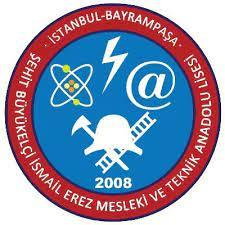 · İSTANBUL-BAYRAMPAŞA ·
ŞEHİT BÜYÜKELÇİ İSMAİL EREZ MESLEKİ VE TEKNİK ANADOLU LİSESİ
@
2008